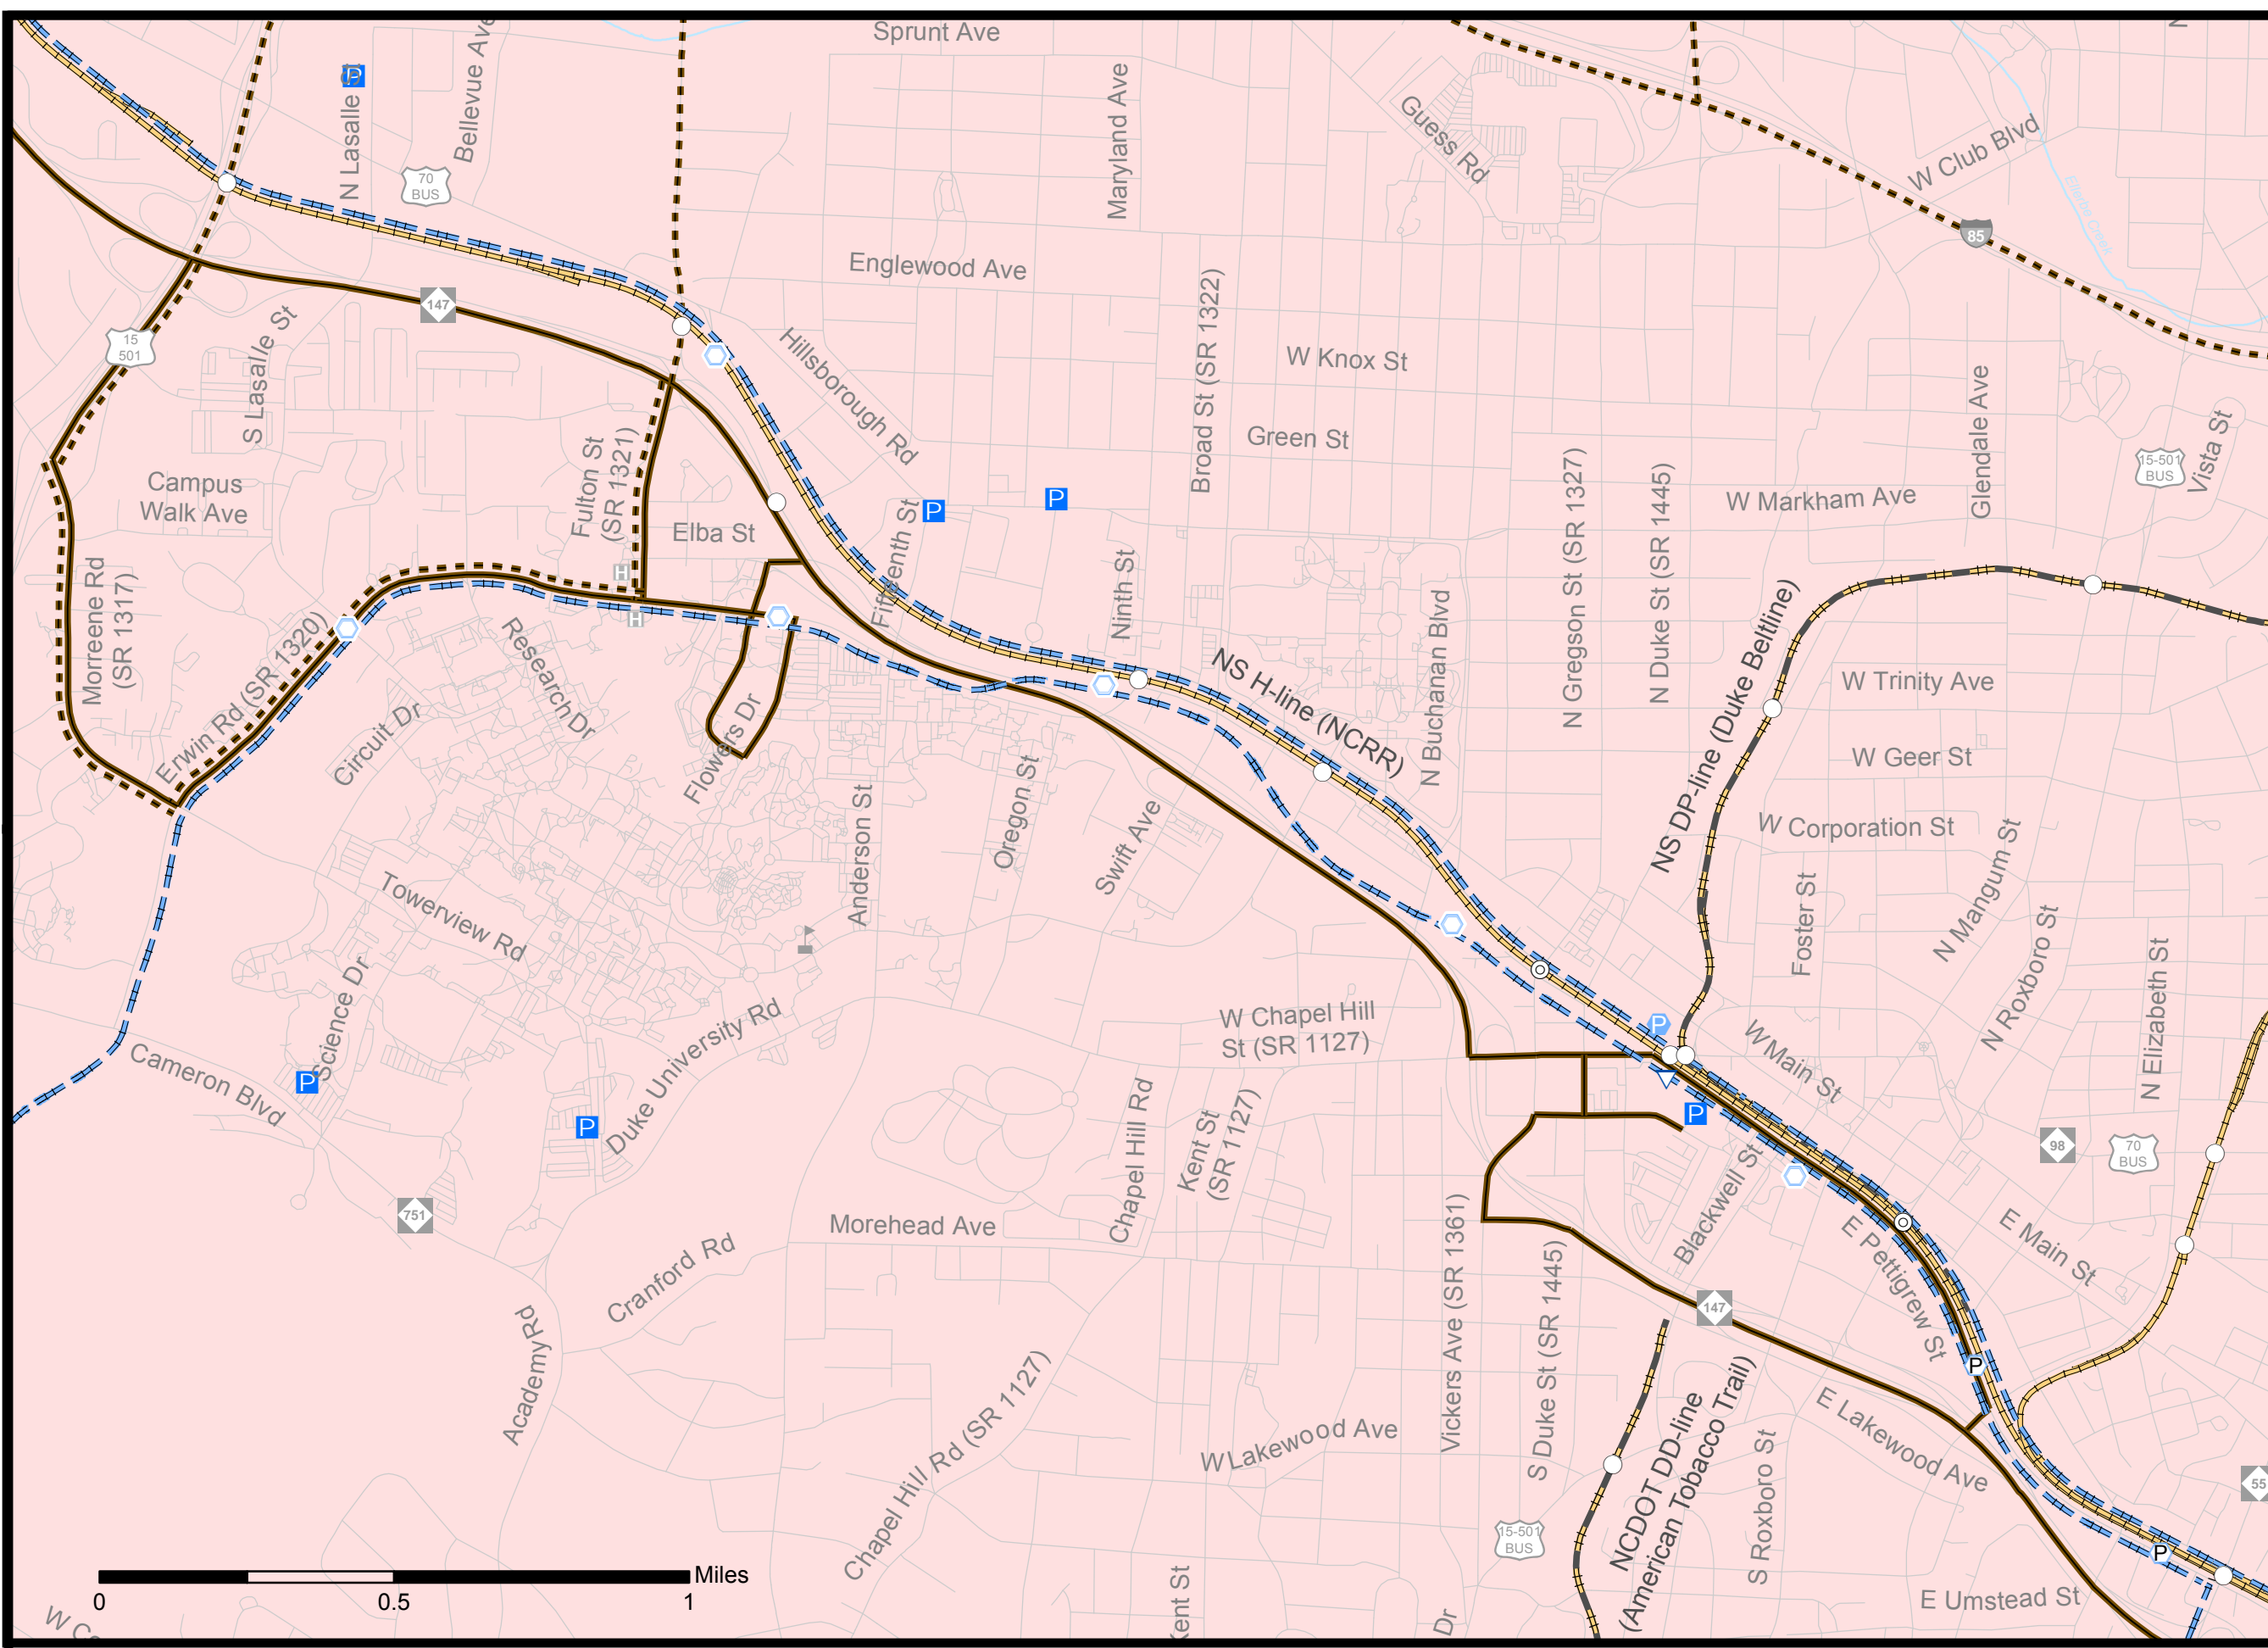 Sprunt Ave
P
N Lasalle St
Bellevue Ave
Maryland Ave
Guess Rd
W Club Blvd
Ellerbe Creek
70
BUS
85
Englewood Ave
147
15
501
S Lasalle St
Hillsborough Rd
Broad St (SR 1322)
W Knox St
Green St
Glendale Ave
15-501
BUS
Vista St
Campus
Walk Ave
Fulton St
(SR 1321)
Elba St
P
P
Fifteenth St
Ninth St
N Gregson St (SR 1327)
N Duke St (SR 1445)
W Markham Ave
H
H
Morreene Rd
(SR 1317)
Erwin Rd (SR 1320)
Research Dr
Circuit Dr
Flowers Dr
NS H-line (NCRR)
N Buchanan Blvd
NS DP-line (Duke Beltline)
W Trinity Ave
W Geer St
W Corporation St
Anderson St
Oregon St
Swift Ave
Foster St
N Mangum St
N Roxboro St
N Elizabeth St
Towerview Rd
Science Dr
Duke University Rd
W Chapel Hill
St (SR 1127)
P
W Main St
Cameron Blvd
P
P
P
Chapel Hill Rd
Kent St
(SR 1127)
98
70
BUS
751
Morehead Ave
Blackwell St
E Pettigrew St
E Main St
Cranford Rd
Academy Rd
Vickers Ave (SR 1361)
S Duke St (SR 1445)
147
P
Chapel Hill Rd (SR 1127)
W Lakewood Ave
NCDOT DD-line
(American Tobacco Trail)
S Roxboro St
E Lakewood Ave
55
15-501
BUS
P
E Umstead St
Kent St
Dr
Miles
0
0.5
1